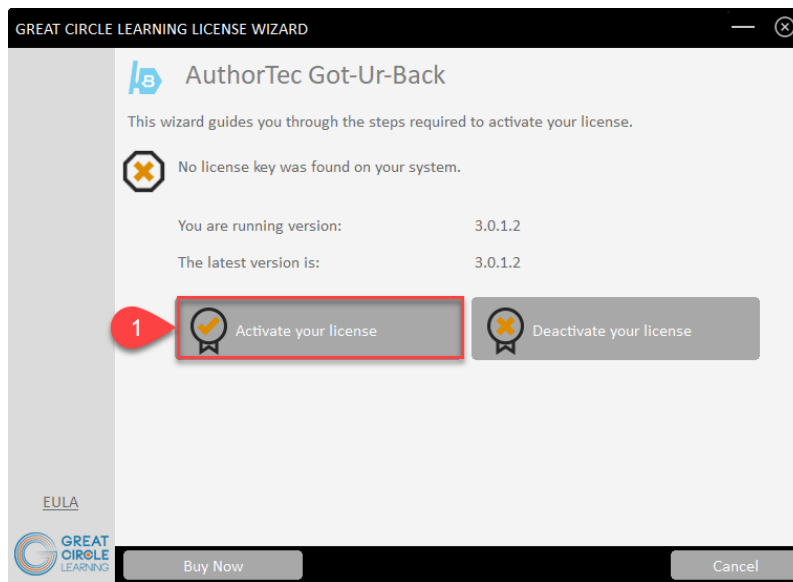 GREAT CIRCLE LEARNING LICENSE WIZARD
AuthorTec Got-Ur-Back
This wizard guides you through the steps required to activate your license.
No license key was found on your system.
You are running version: 3.0.1.2
The latest version is: 3.0.1.2
1 Activate your license Deactivate your license
EULA
GREAT
CIRCLE
LEARNING
Buy Now Cancel